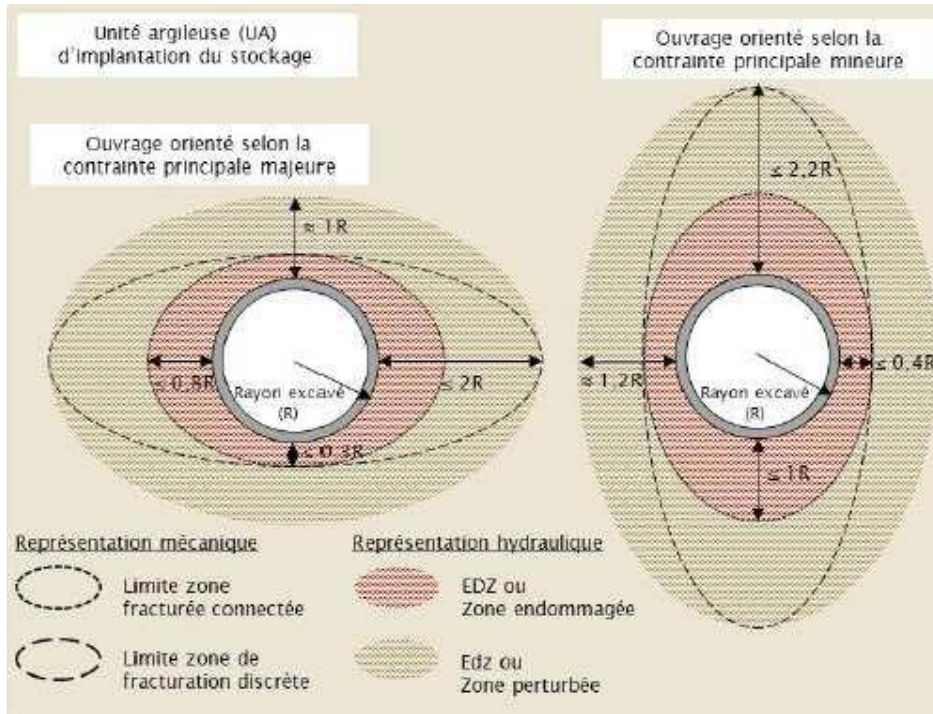 Unité argileuse (UA)
d'implantation du stockage
Ouvrage orienté selon la
contrainte principale mineure
Ouvrage orienté selon la
contrainte principale majeure
≤ 2,2R
≈ 1R
≤ 0,8R
≤ 2R
≈ 1,2R
≤ 0,4R
Rayon excavé
(R)
Rayon excavé
(R)
≤ 0,3R
≤ 1R
Représentation mécanique
Limite zone
fracturée connectée
Limite zone de
fracturation discrète
Représentation hydraulique
EDZ ou
Zone endommagée
Edz ou
Zone perturbée